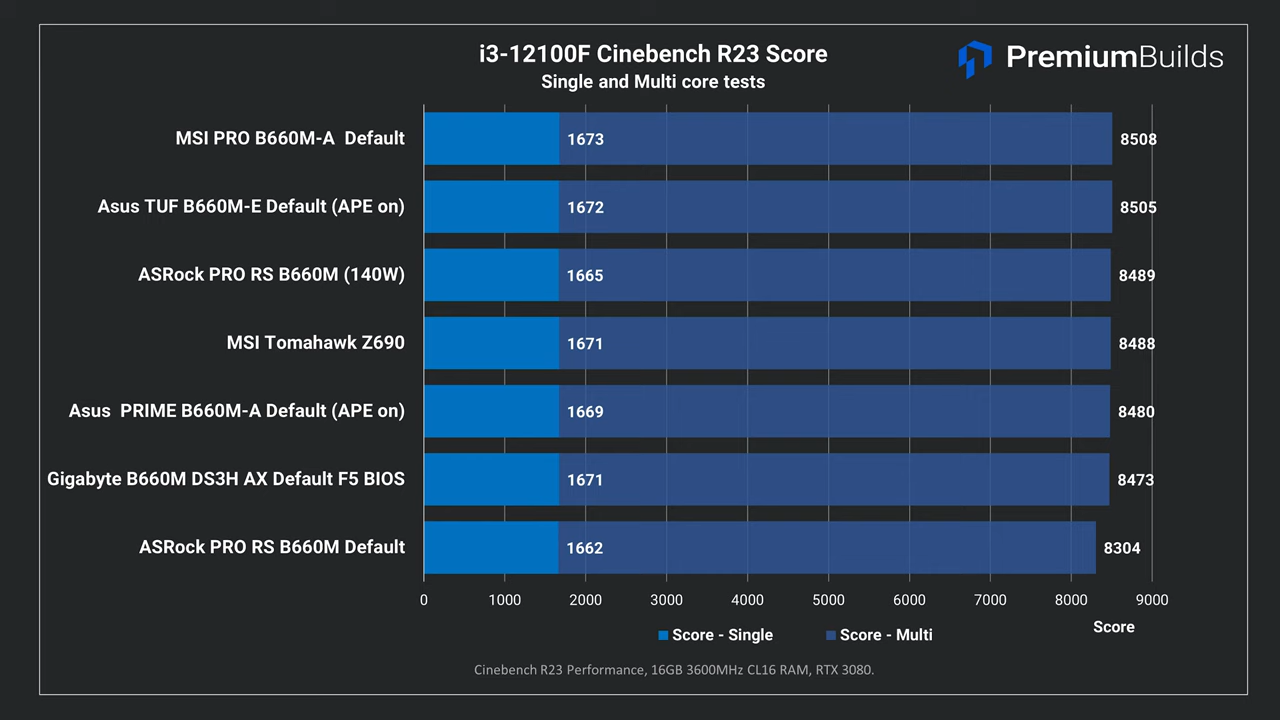 i3-12100F Cinebench R23 Score
Single and Multi core tests
PremiumBuilds
MSI PRO B660M-A  Default 1673 8508
Asus TUF B660M-E Default (APE on) 1672 8505
ASRock PRO RS B660M (140W) 1665 8489
MSI Tomahawk Z690 1671 8488
Asus  PRIME B660M-A Default (APE on) 1669 8480
Gigabyte B660M DS3H AX Default F5 BIOS 1671 8473
ASRock PRO RS B660M Default 1662 8304
0 1000 2000 3000 4000 5000 6000 7000 8000 9000
Score
Score - Single Score - Multi
Cinebench R23 Performance, 16GB 3600MHz CL16 RAM, RTX 3080.